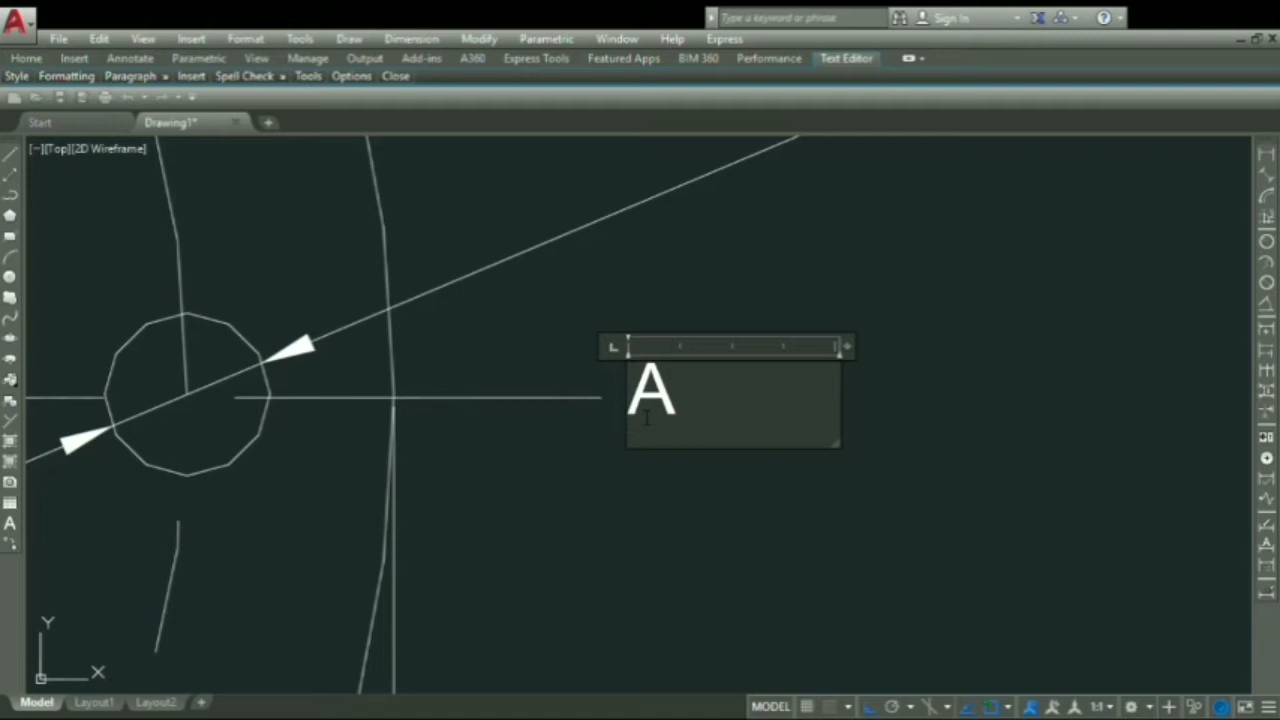 A
Type a keyword or phrase
Sign In
File Edit View Insert Format Tools Draw Dimension Modify Parametric Window Help Express
Home Insert Annotate Parametric View Manage Output Add-ins A360 Express Tools Featured Apps BIM 360 Performance Text Editor
Style Formatting Paragraph » Insert Spell Check » Tools Options Close
Start Drawing1*
[−][Top][2D Wireframe]
A
Y
X
Model Layout1 Layout2
MODEL 1:1